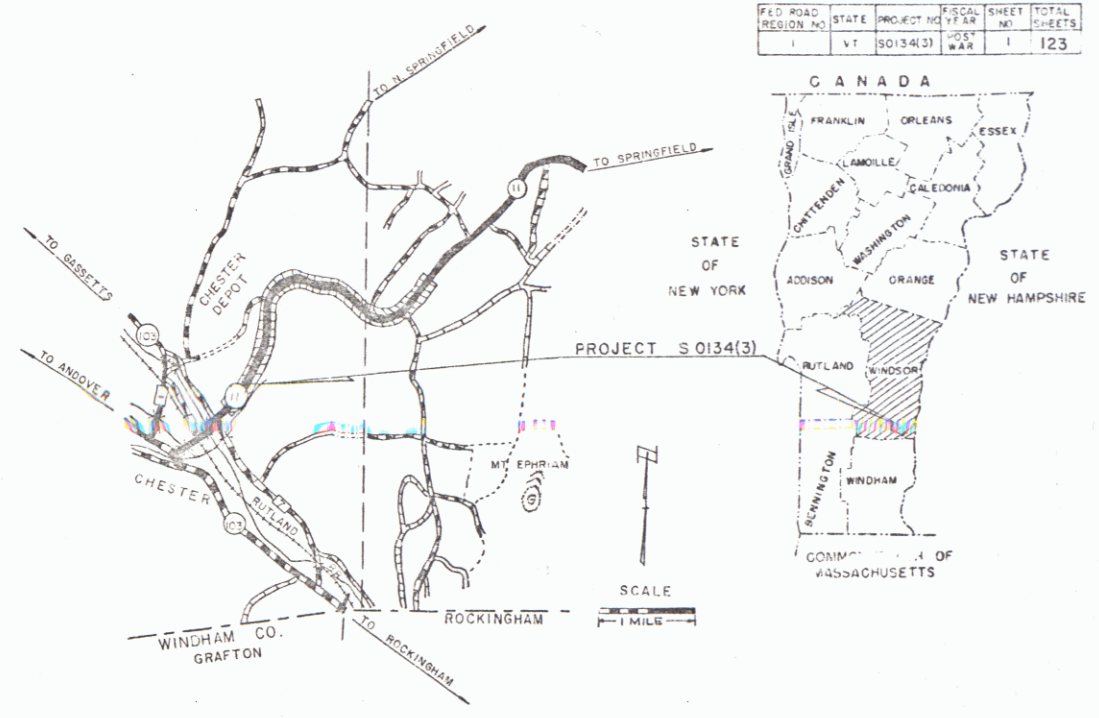 FED ROAD REGION NO | STATE | PROJECT NO | FISCAL YEAR | SHEET NO | TOTAL SHEETS
1 | VT | S0134(3) | POST WAR | 1 | 123
TO N. SPRINGFIELD
TO SPRINGFIELD
11
TO GASSETTS
CHESTER
DEPOT
103
TO ANDOVER
11
PROJECT S 0134(3)
CHESTER
RUTLAND
103
MT EPHRIAM
SCALE
1 MILE
WINDHAM CO.
GRAFTON
ROCKINGHAM
TO ROCKINGHAM
CANADA
GRAND ISLE
FRANKLIN
ORLEANS
ESSEX
LAMOILLE
CALEDONIA
CHITTENDEN
WASHINGTON
STATE
OF
NEW YORK
ADDISON
ORANGE
STATE
OF
NEW HAMPSHIRE
RUTLAND
WINDSOR
BENNINGTON
WINDHAM
OF
MASSACHUSETTS